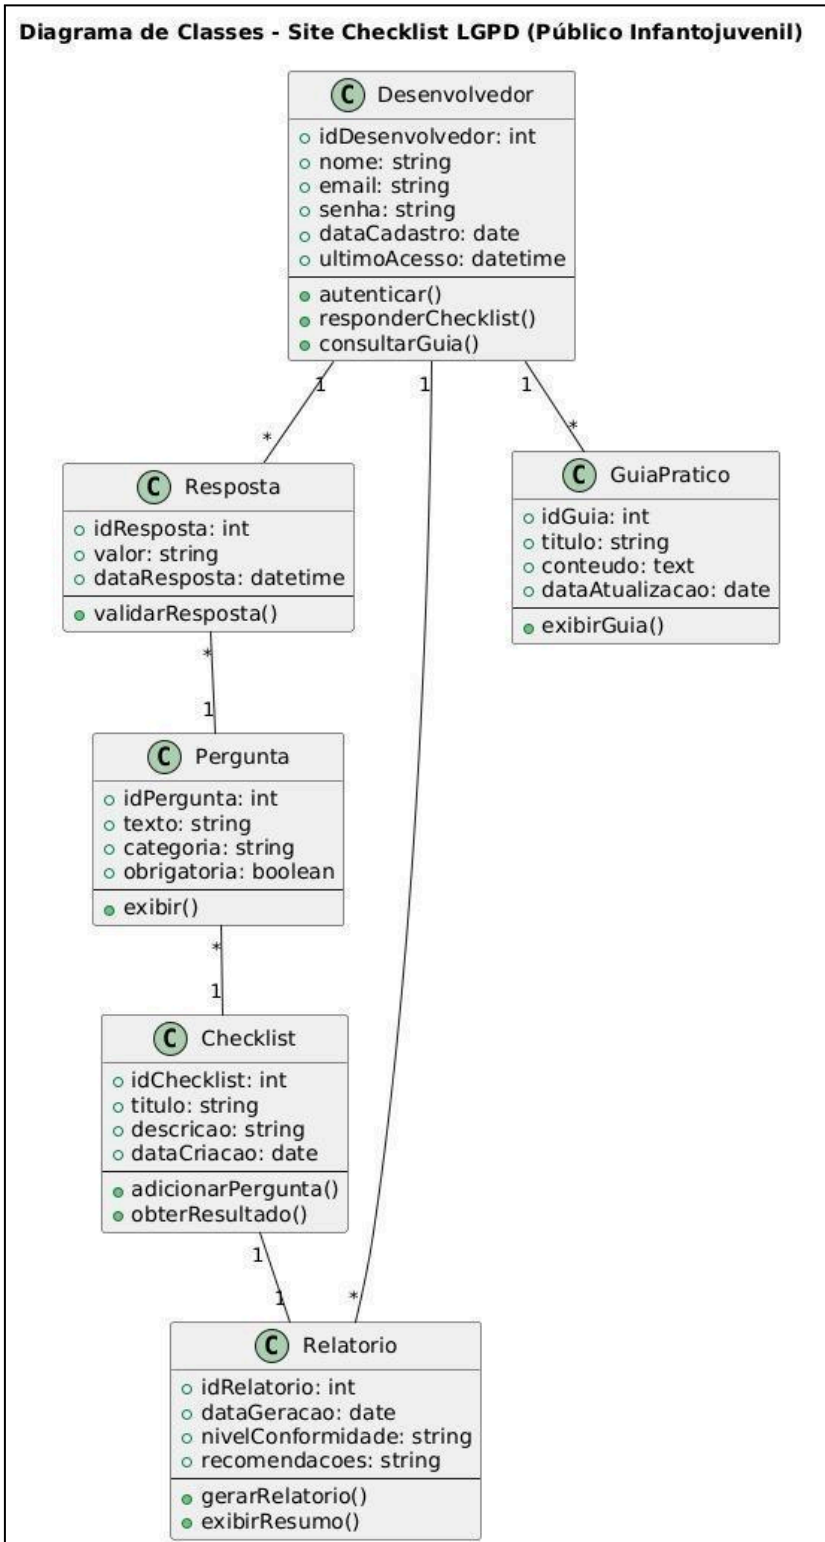 Diagrama de Classes - Site Checklist LGPD (Público Infantojuvenil)
C Desenvolvedor
idDesenvolvedor: int
nome: string
email: string
senha: string
dataCadastro: date
ultimoAcesso: datetime
autenticar()
responderChecklist()
consultarGuia()
1
1
1
*
*
C Resposta
idResposta: int
valor: string
dataResposta: datetime
validarResposta()
C GuiaPratico
idGuia: int
titulo: string
conteudo: text
dataAtualizacao: date
exibirGuia()
*
1
C Pergunta
idPergunta: int
texto: string
categoria: string
obrigatoria: boolean
exibir()
*
1
C Checklist
idChecklist: int
titulo: string
descricao: string
dataCriacao: date
adicionarPergunta()
obterResultado()
1
1
*
C Relatorio
idRelatorio: int
dataGeracao: date
nivelConformidade: string
recomendacoes: string
gerarRelatorio()
exibirResumo()